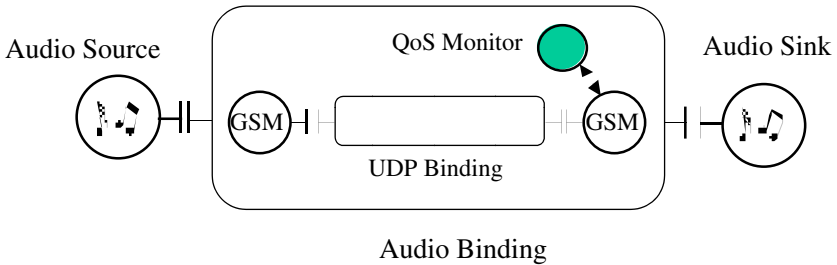 Audio Source
QoS Monitor
Audio Sink
GSM
GSM
UDP Binding
Audio Binding